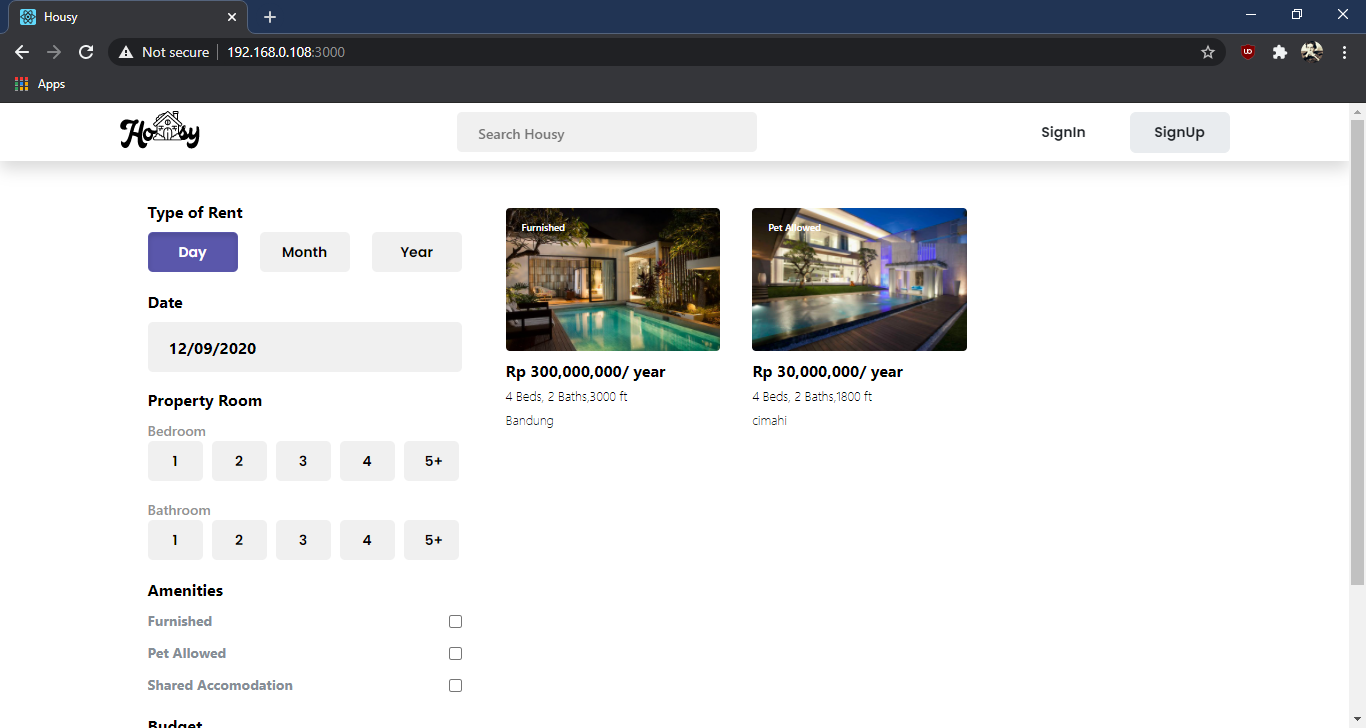 Housy
Not secure 192.168.0.108:3000
Apps
Housy
Search Housy
SignIn
SignUp
Type of Rent
Day
Month
Year
Date
12/09/2020
Property Room
Bedroom
1
2
3
4
5+
Bathroom
1
2
3
4
5+
Amenities
Furnished
Pet Allowed
Shared Accomodation
Budget
Furnished
Rp 300,000,000/ year
4 Beds, 2 Baths,3000 ft
Bandung
Pet Allowed
Rp 30,000,000/ year
4 Beds, 2 Baths,1800 ft
cimahi